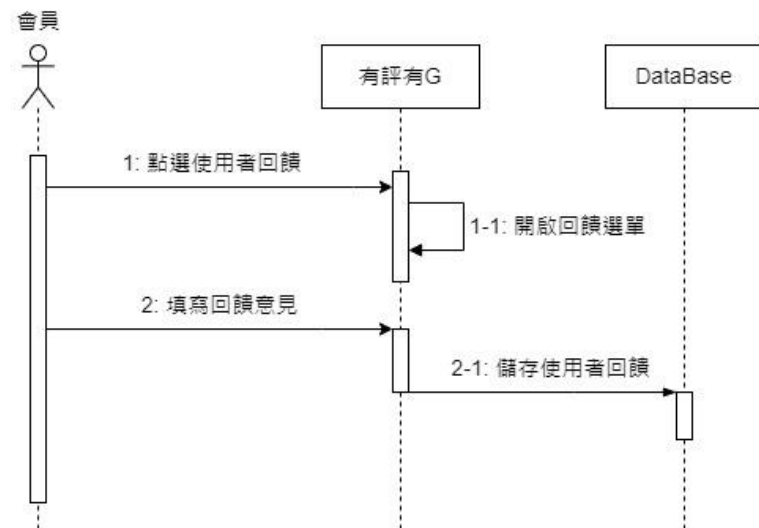 會員
有評有G
DataBase
1: 點選使用者回饋
1-1: 開啟回饋選單
2: 填寫回饋意見
2-1: 儲存使用者回饋